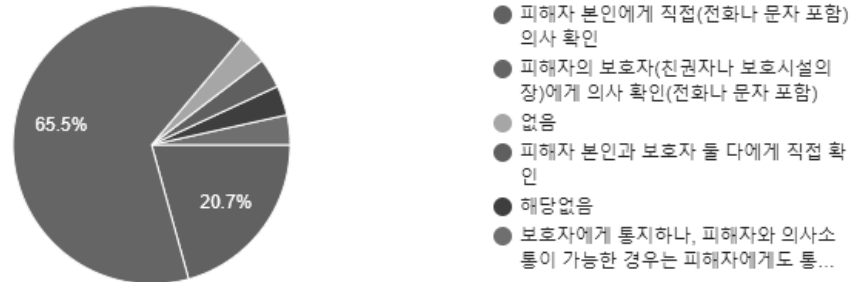 65.5%
20.7%
피해자 본인에게 직접(전화나 문자 포함)
의사 확인
피해자의 보호자(친권자나 보호시설의
장)에게 의사 확인(전화나 문자 포함)
없음
피해자 본인과 보호자 둘 다에게 직접 확
인
해당없음
보호자에게 통지하나, 피해자와 의사소
통이 가능한 경우는 피해자에게도 통...